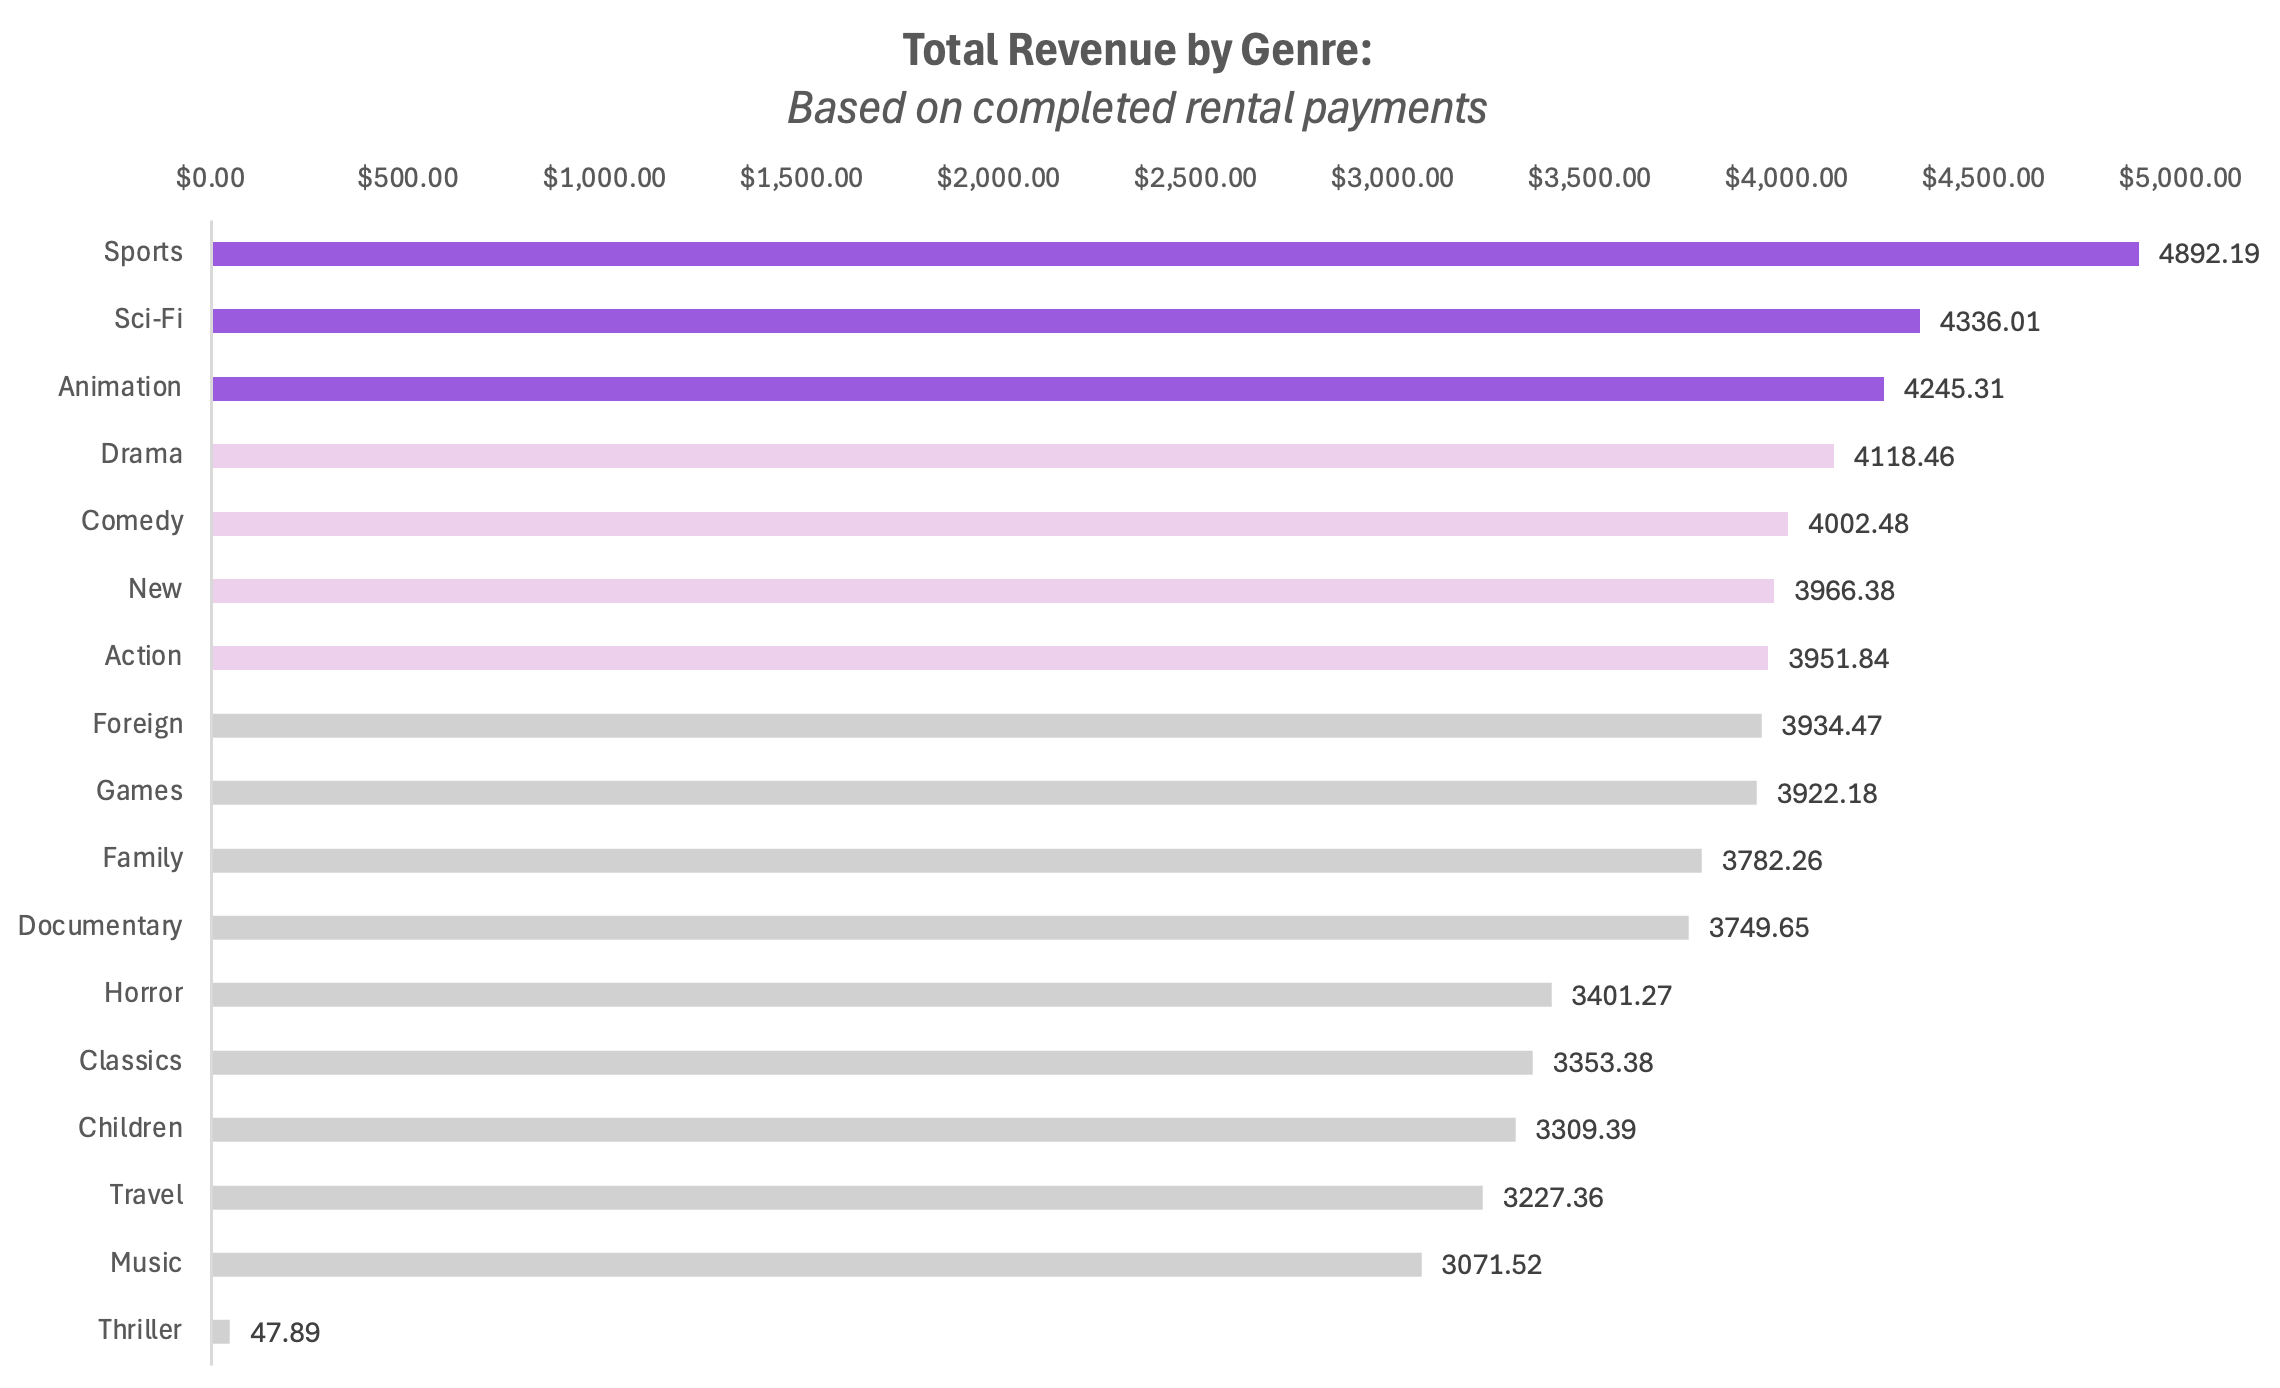 Total Revenue by Genre:
Based on completed rental payments
$0.00 $500.00 $1,000.00 $1,500.00 $2,000.00 $2,500.00 $3,000.00 $3,500.00 $4,000.00 $4,500.00 $5,000.00
Sports 4892.19
Sci-Fi 4336.01
Animation 4245.31
Drama 4118.46
Comedy 4002.48
New 3966.38
Action 3951.84
Foreign 3934.47
Games 3922.18
Family 3782.26
Documentary 3749.65
Horror 3401.27
Classics 3353.38
Children 3309.39
Travel 3227.36
Music 3071.52
Thriller 47.89